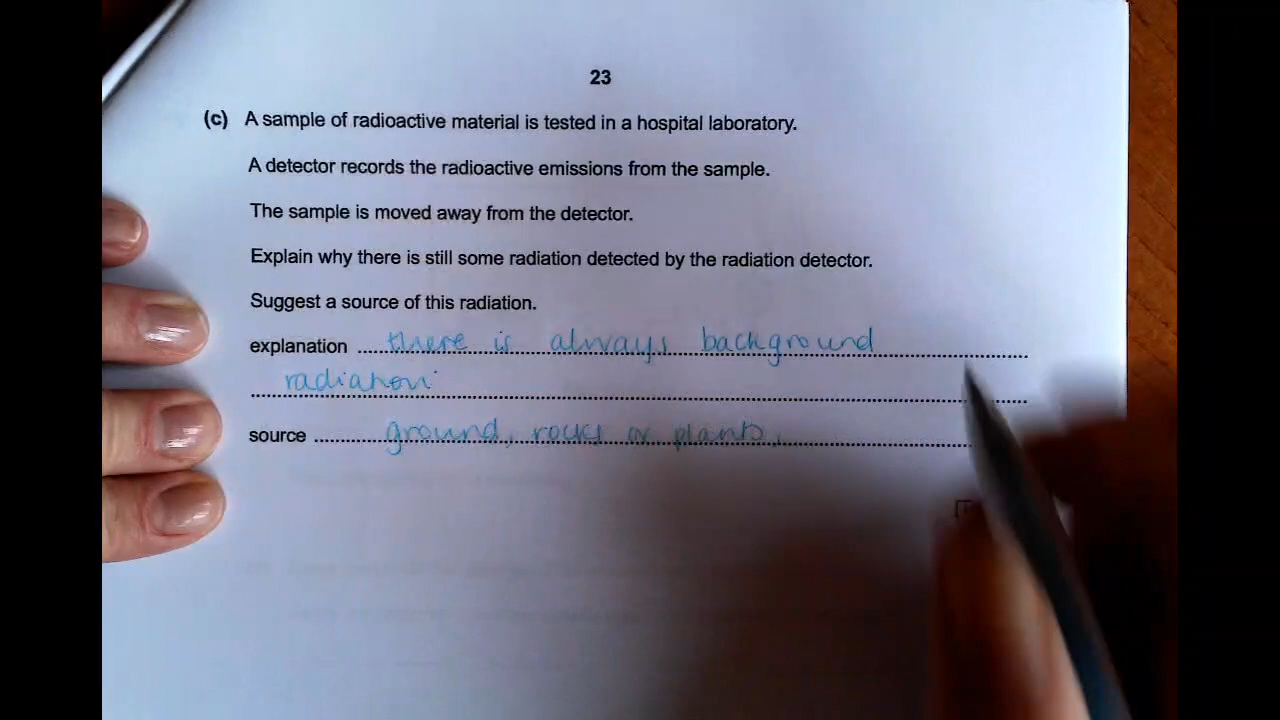 23
(c) A sample of radioactive material is tested in a hospital laboratory.
A detector records the radioactive emissions from the sample.
The sample is moved away from the detector.
Explain why there is still some radiation detected by the radiation detector.
Suggest a source of this radiation.
explanation there is always background
radiation
source ground, rocks or plants.